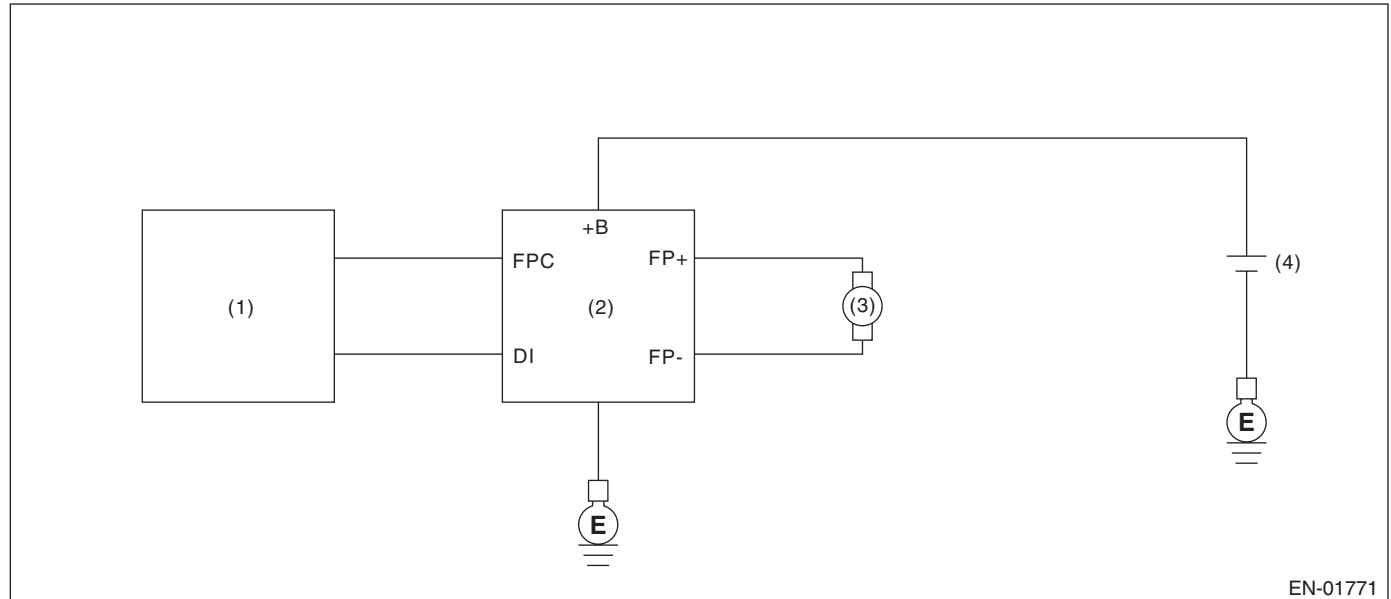 +B
FPC
FP+
(1)
(2)
(3)
(4)
DI
FP-
E
E
EN-01771